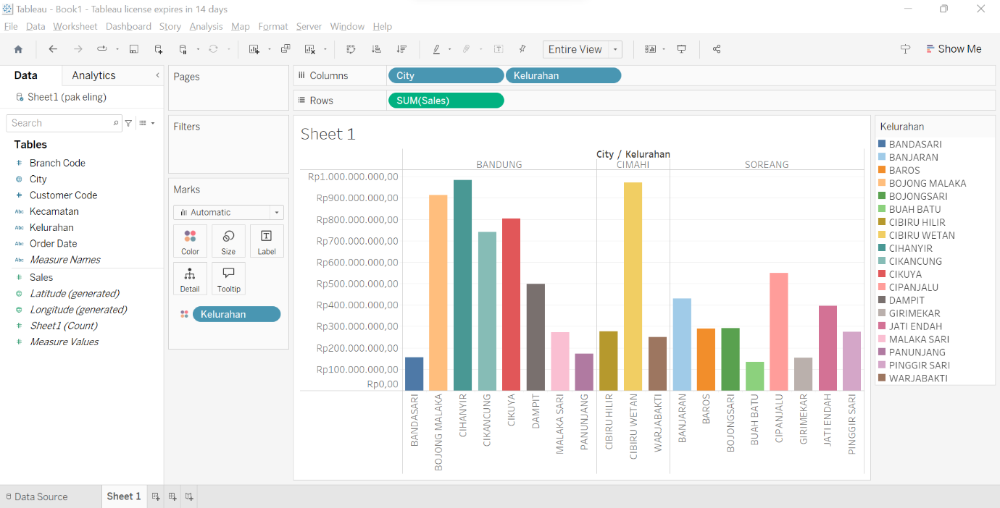 Tableau - Book1 - Tableau license expires in 14 days
File Data Worksheet Dashboard Story Analysis Map Format Server Window Help
Entire View
Show Me
Data Analytics
Sheet1 (pak eling)
Search
Tables
# Branch Code
City
# Customer Code
Abc Kecamatan
Abc Kelurahan
Abc Order Date
Abc Measure Names
# Sales
Latitude (generated)
Longitude (generated)
# Sheet1 (Count)
# Measure Values
Pages
Filters
Marks
Automatic
Color Size Label
Detail Tooltip
Kelurahan
Columns City Kelurahan
Rows SUM(Sales)
Sheet 1
City / Kelurahan
BANDUNG CIMAHI SOREANG
Rp1.000.000.000,00
Rp900.000.000,00
Rp800.000.000,00
Rp700.000.000,00
Rp600.000.000,00
Rp500.000.000,00
Rp400.000.000,00
Rp300.000.000,00
Rp200.000.000,00
Rp100.000.000,00
Rp0,00
BANDASARI
BOJONG MALAKA
CIHANYIR
CIKANCUNG
CIKUYA
DAMPIT
MALAKA SARI
PANUNJANG
CIBIRU HILIR
CIBIRU WETAN
WARJABAKTI
BANJARAN
BAROS
BOJONGSARI
BUAH BATU
CIPANJALU
GIRIMEKAR
JATI ENDAH
PINGGIR SARI
Kelurahan
BANDASARI
BANJARAN
BAROS
BOJONG MALAKA
BOJONGSARI
BUAH BATU
CIBIRU HILIR
CIBIRU WETAN
CIHANYIR
CIKANCUNG
CIKUYA
CIPANJALU
DAMPIT
GIRIMEKAR
JATI ENDAH
MALAKA SARI
PANUNJANG
PINGGIR SARI
WARJABAKTI
Data Source Sheet 1